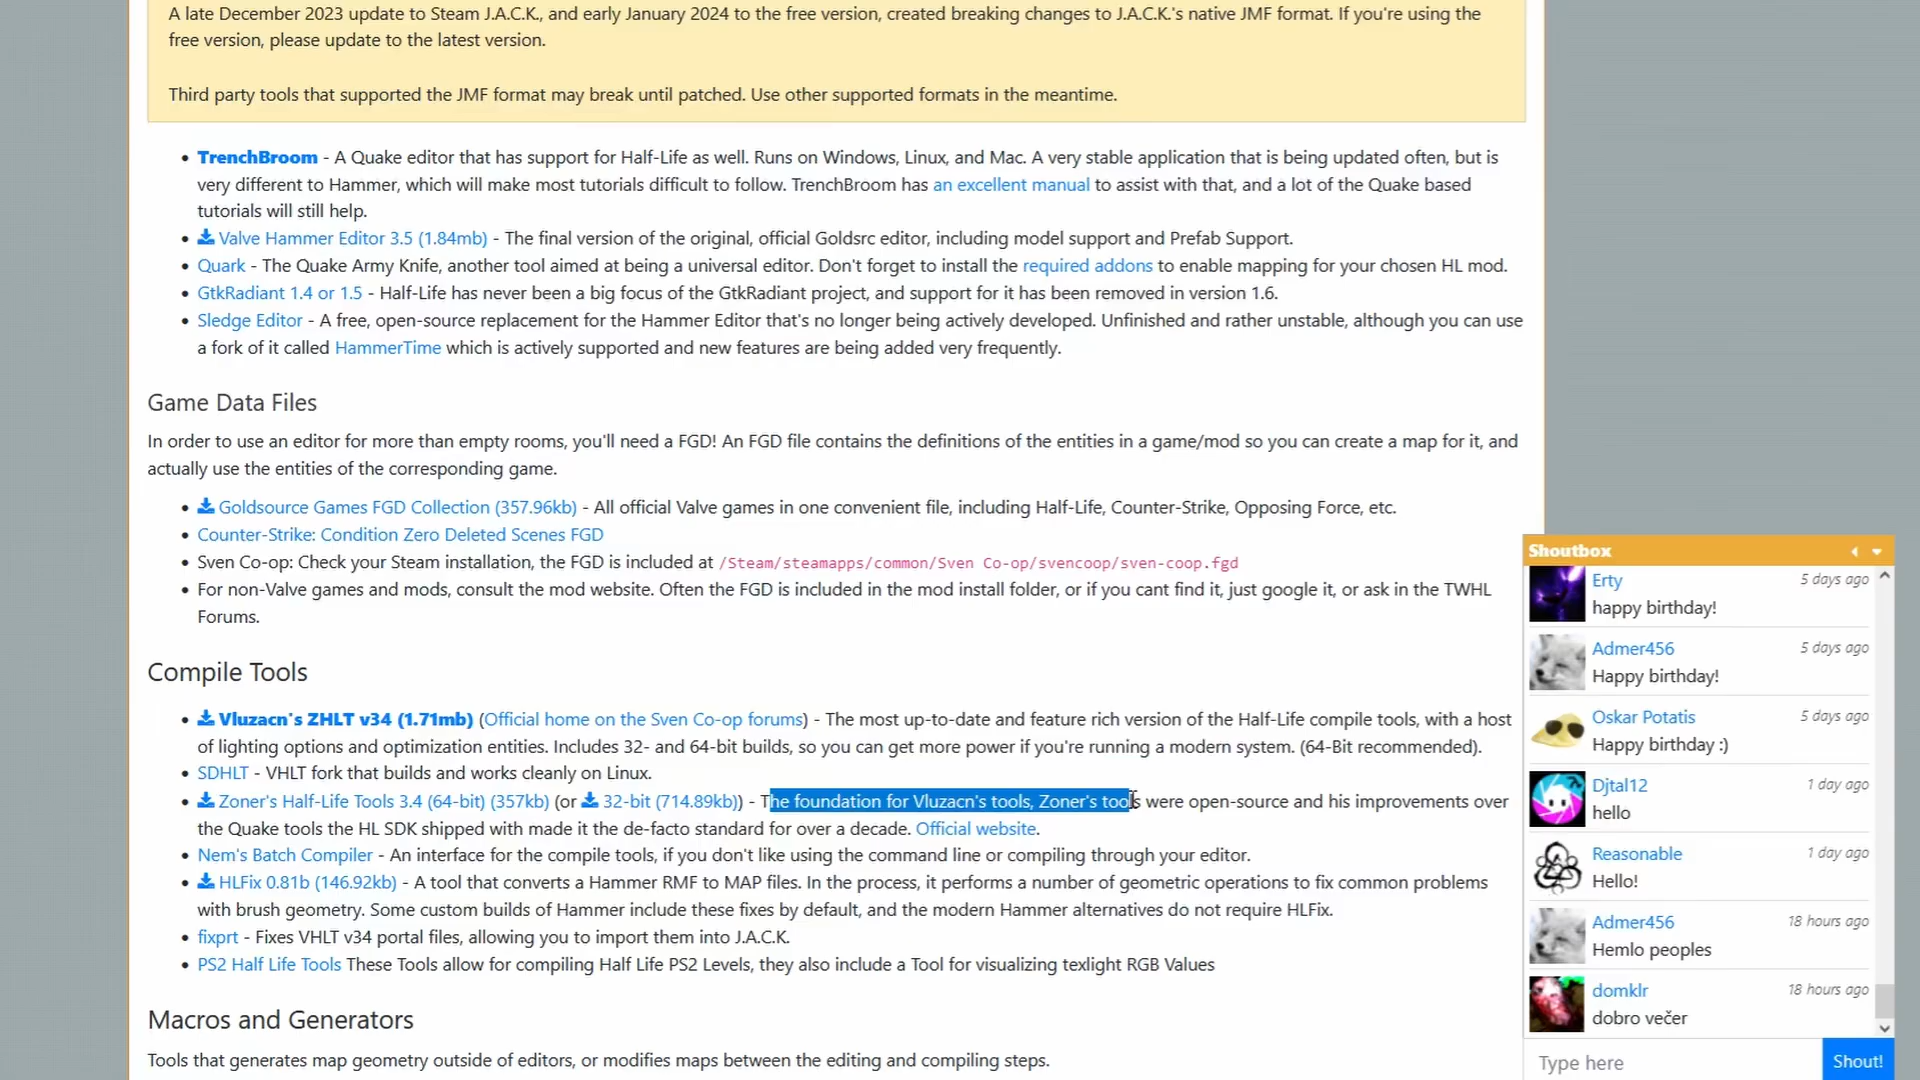 A late December 2023 update to Steam J.A.C.K., and early January 2024 to the free version, created breaking changes to J.A.C.K.'s native JMF format. If you're using the
free version, please update to the latest version.
Third party tools that supported the JMF format may break until patched. Use other supported formats in the meantime.
TrenchBroom - A Quake editor that has support for Half-Life as well. Runs on Windows, Linux, and Mac. A very stable application that is being updated often, but is
very different to Hammer, which will make most tutorials difficult to follow. TrenchBroom has an excellent manual to assist with that, and a lot of the Quake based
tutorials will still help.
Valve Hammer Editor 3.5 (1.84mb) - The final version of the original, official Goldsrc editor, including model support and Prefab Support.
Quark - The Quake Army Knife, another tool aimed at being a universal editor. Don't forget to install the required addons to enable mapping for your chosen HL mod.
GtkRadiant 1.4 or 1.5 - Half-Life has never been a big focus of the GtkRadiant project, and support for it has been removed in version 1.6.
Sledge Editor - A free, open-source replacement for the Hammer Editor that's no longer being actively developed. Unfinished and rather unstable, although you can use
a fork of it called HammerTime which is actively supported and new features are being added very frequently.
Game Data Files
In order to use an editor for more than empty rooms, you'll need a FGD! An FGD file contains the definitions of the entities in a game/mod so you can create a map for it, and
actually use the entities of the corresponding game.
Goldsource Games FGD Collection (357.96kb) - All official Valve games in one convenient file, including Half-Life, Counter-Strike, Opposing Force, etc.
Counter-Strike: Condition Zero Deleted Scenes FGD
Sven Co-op: Check your Steam installation, the FGD is included at /Steam/steamapps/common/Sven Co-op/svencoop/sven-coop.fgd
For non-Valve games and mods, consult the mod website. Often the FGD is included in the mod install folder, or if you cant find it, just google it, or ask in the TWHL
Forums.
Compile Tools
Vluzacn's ZHLT v34 (1.71mb) (Official home on the Sven Co-op forums) - The most up-to-date and feature rich version of the Half-Life compile tools, with a host
of lighting options and optimization entities. Includes 32- and 64-bit builds, so you can get more power if you're running a modern system. (64-Bit recommended).
SDHLT - VHLT fork that builds and works cleanly on Linux.
Zoner's Half-Life Tools 3.4 (64-bit) (357kb) (or 32-bit (714.89kb)) - The foundation for Vluzacn's tools, Zoner's tools were open-source and his improvements over
the Quake tools the HL SDK shipped with made it the de-facto standard for over a decade. Official website.
Nem's Batch Compiler - An interface for the compile tools, if you don't like using the command line or compiling through your editor.
HLFix 0.81b (146.92kb) - A tool that converts a Hammer RMF to MAP files. In the process, it performs a number of geometric operations to fix common problems
with brush geometry. Some custom builds of Hammer include these fixes by default, and the modern Hammer alternatives do not require HLFix.
fixprt - Fixes VHLT v34 portal files, allowing you to import them into J.A.C.K.
PS2 Half Life Tools These Tools allow for compiling Half Life PS2 Levels, they also include a Tool for visualizing texlight RGB Values
Macros and Generators
Tools that generates map geometry outside of editors, or modifies maps between the editing and compiling steps.
Shoutbox
Erty 5 days ago
happy birthday!
Admer456 5 days ago
Happy birthday!
Oskar Potatis 5 days ago
Happy birthday :)
Djtal12 1 day ago
hello
Reasonable 1 day ago
Hello!
Admer456 18 hours ago
Hemlo peoples
domklr 18 hours ago
dobro večer
Type here Shout!